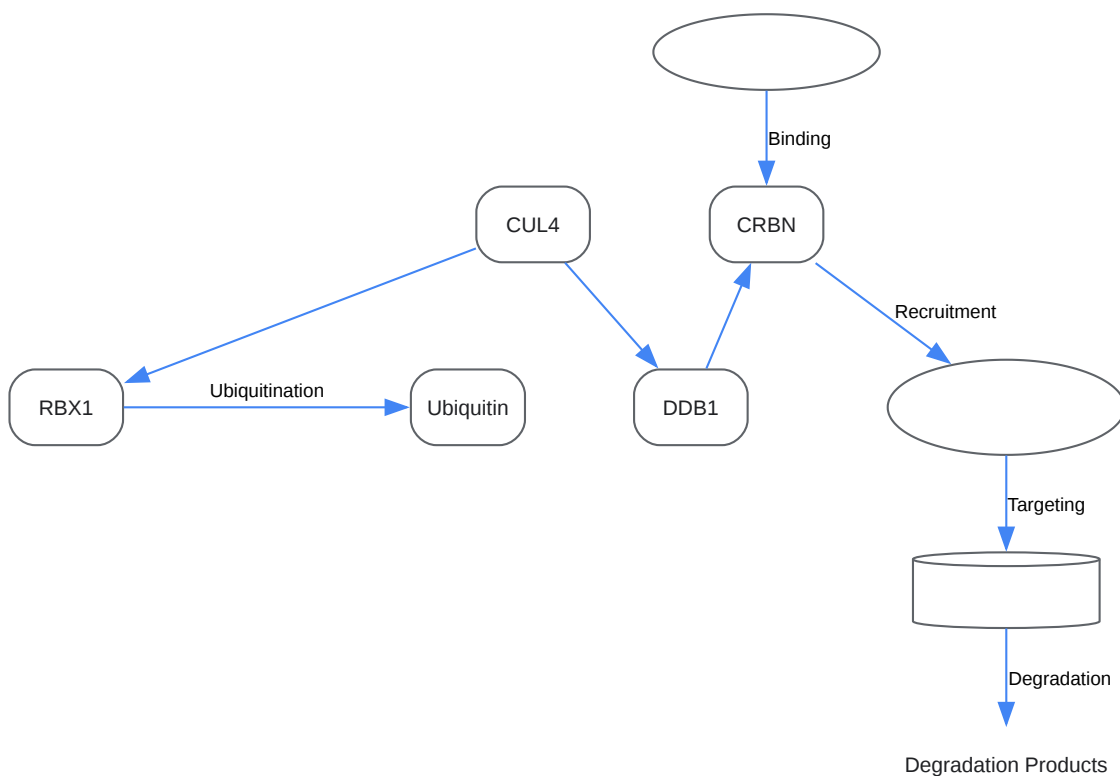 Binding
CUL4
CRBN
Recruitment
Ubiquitination
RBX1
Ubiquitin
DDB1
Targeting
Degradation
Degradation Products